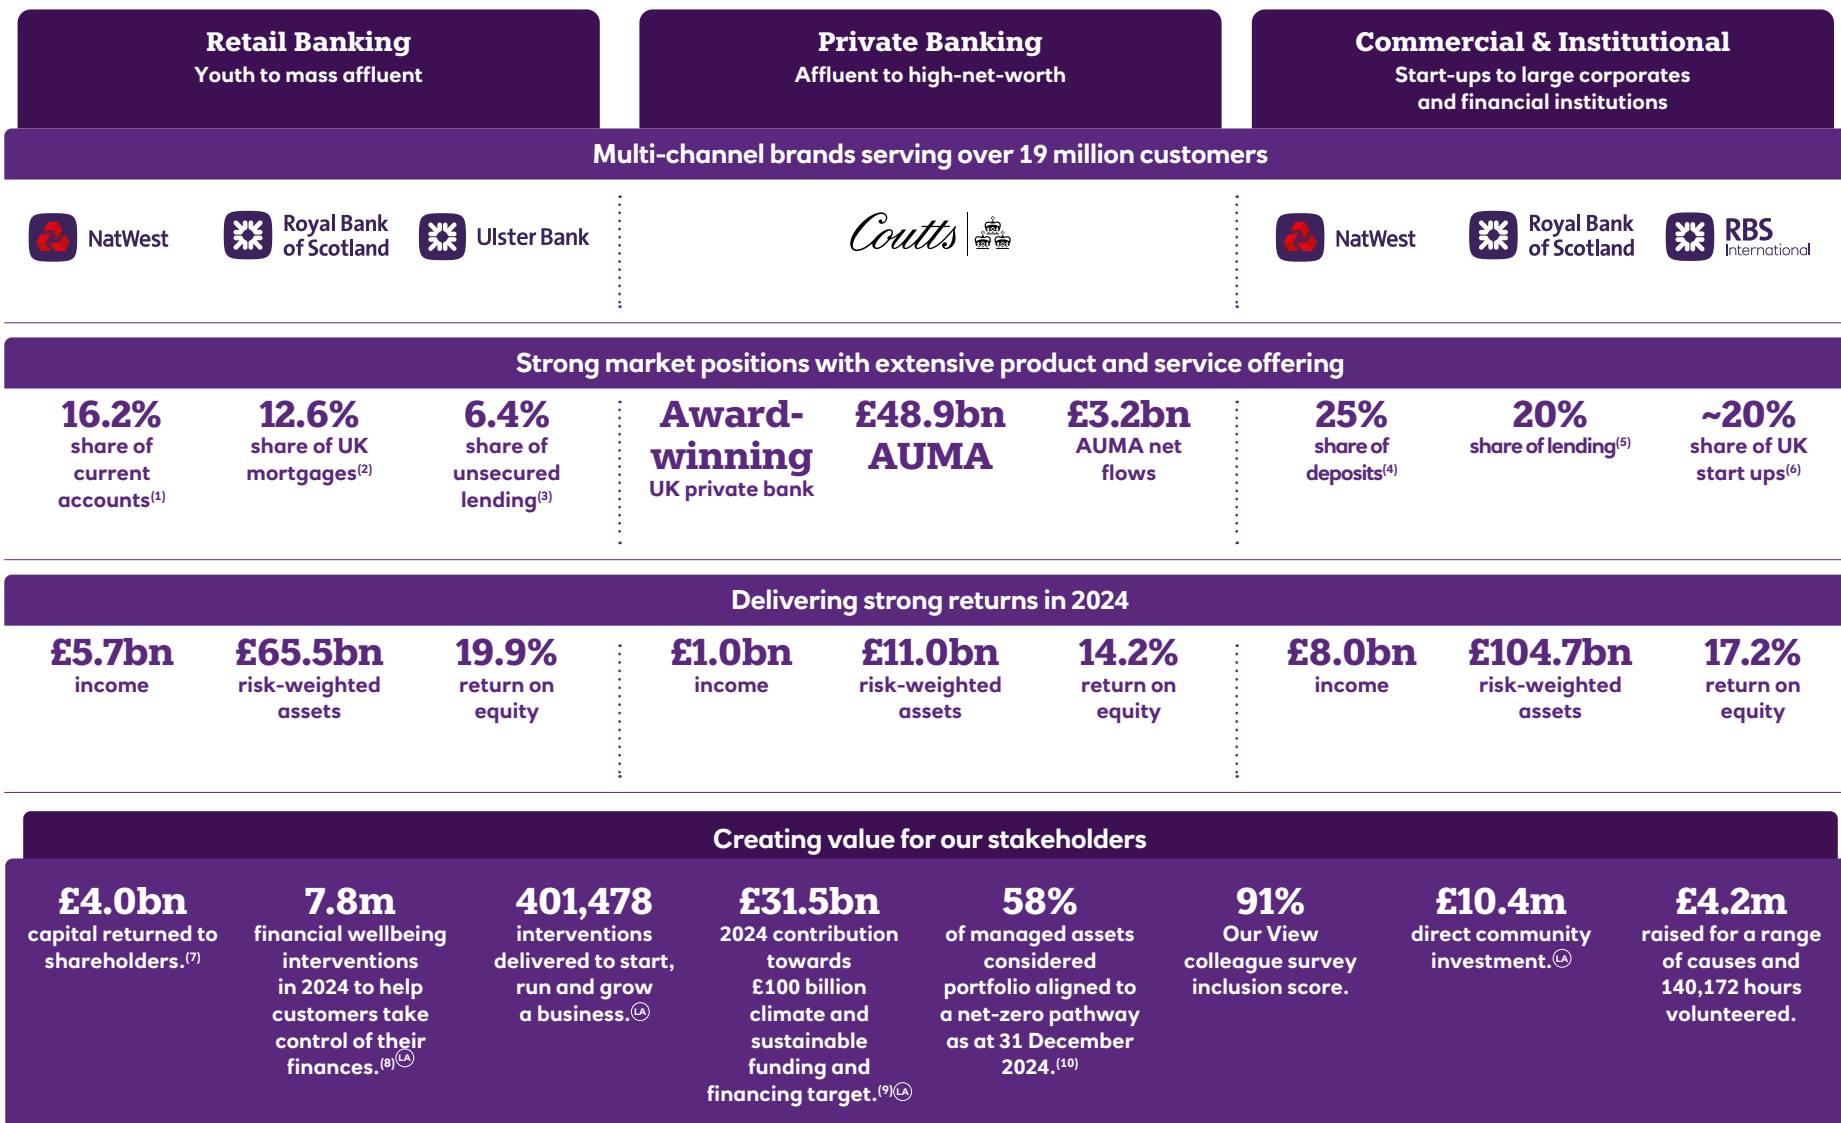 Retail Banking
Youth to mass affluent
Private Banking
Affluent to high-net-worth
Commercial & Institutional
Start-ups to large corporates
and financial institutions
Multi-channel brands serving over 19 million customers
NatWest
Royal Bank
of Scotland
Ulster Bank
Coutts
NatWest
Royal Bank
of Scotland
RBS
International
Strong market positions with extensive product and service offering
16.2%
share of
current
accounts(1)
12.6%
share of UK
mortgages(2)
6.4%
share of
unsecured
lending(3)
Award-
winning
UK private bank
£48.9bn
AUMA
£3.2bn
AUMA net
flows
25%
share of
deposits(4)
20%
share of lending(5)
~20%
share of UK
start ups(6)
Delivering strong returns in 2024
£5.7bn
income
£65.5bn
risk-weighted
assets
19.9%
return on
equity
£1.0bn
income
£11.0bn
risk-weighted
assets
14.2%
return on
equity
£8.0bn
income
£104.7bn
risk-weighted
assets
17.2%
return on
equity
Creating value for our stakeholders
£4.0bn
capital returned to
shareholders.(7)
7.8m
financial wellbeing
interventions
in 2024 to help
customers take
control of their
finances.(8) LA
401,478
interventions
delivered to start,
run and grow
a business. LA
£31.5bn
2024 contribution
towards
£100 billion
climate and
sustainable
funding and
financing target.(9) LA
58%
of managed assets
considered
portfolio aligned to
a net-zero pathway
as at 31 December
2024.(10)
91%
Our View
colleague survey
inclusion score.
£10.4m
direct community
investment. LA
£4.2m
raised for a range
of causes and
140,172 hours
volunteered.